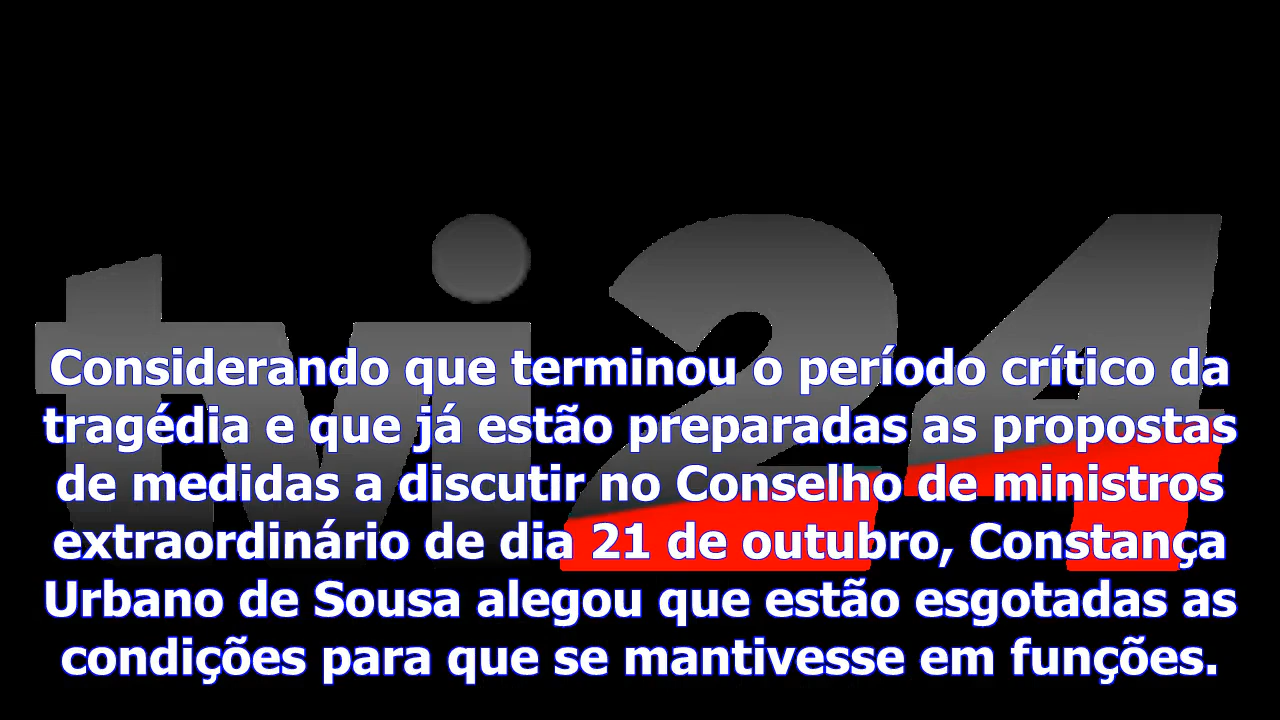 tvi24
Considerando que terminou o período crítico da
tragédia e que já estão preparadas as propostas
de medidas a discutir no Conselho de ministros
extraordinário de dia 21 de outubro, Constança
Urbano de Sousa alegou que estão esgotadas as
condições para que se mantivesse em funções.